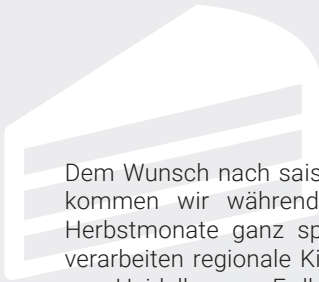 Dem Wunsch nach sais
kommen wir während
Herbstmonate ganz sp
verarbeiten regionale Ki